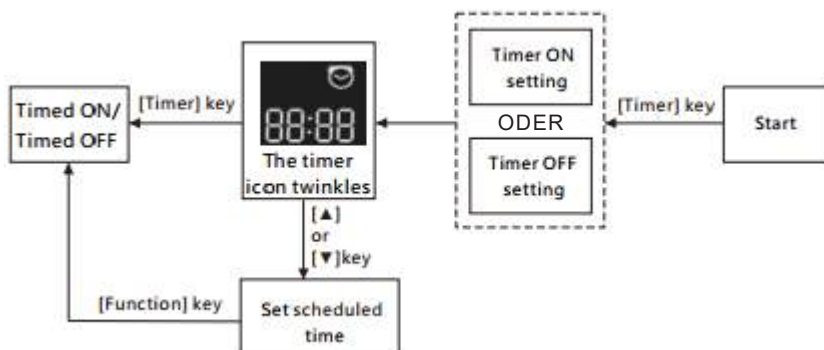 Timed ON/
Timed OFF
[Timer] key
88:88
The timer
icon twinkles
[▲]
or
[▼]key
[Function] key
Set scheduled
time
Timer ON
setting
ODER
Timer OFF
setting
[Timer] key
Start